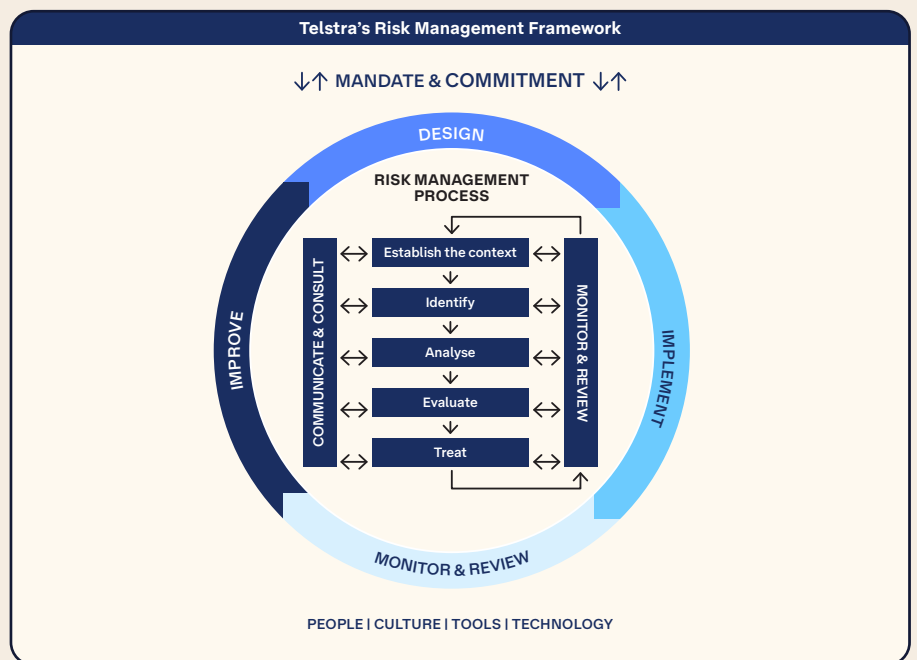 Telstra’s Risk Management Framework
MANDATE & COMMITMENT
DESIGN
RISK MANAGEMENT
PROCESS
IMPROVE
COMMUNICATE & CONSULT
Establish the context
Identify
Analyse
Evaluate
Treat
MONITOR & REVIEW
IMPLEMENT
MONITOR & REVIEW
PEOPLE | CULTURE | TOOLS | TECHNOLOGY